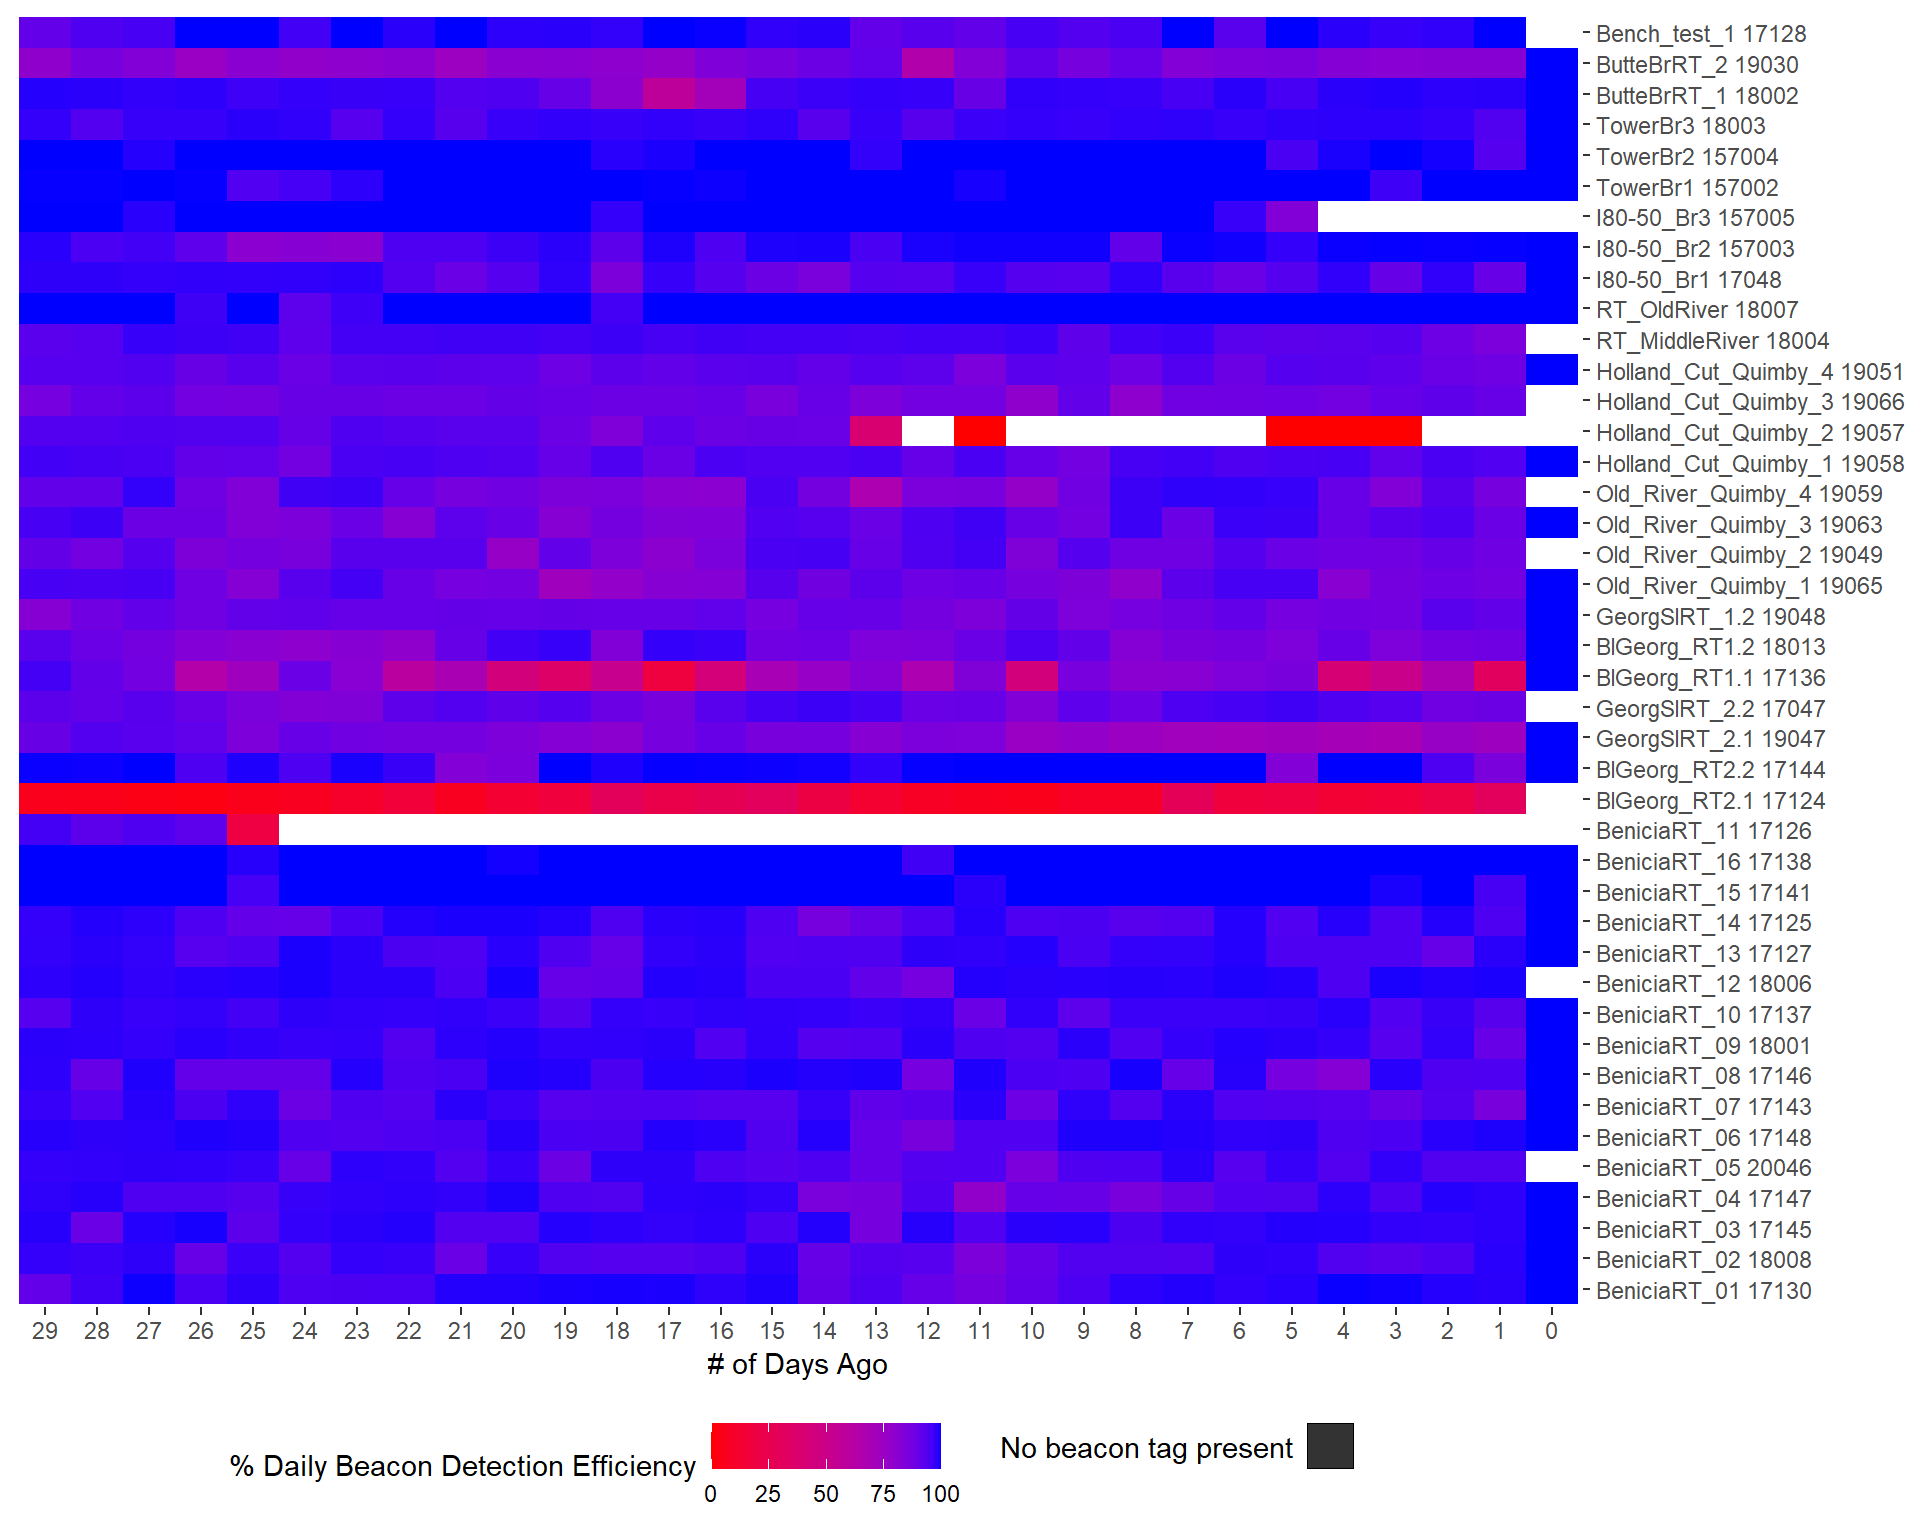 Bench_test_1 17128
ButteBrRT_2 19030
ButteBrRT_1 18002
TowerBr3 18003
TowerBr2 157004
TowerBr1 157002
I80-50_Br3 157005
I80-50_Br2 157003
I80-50_Br1 17048
RT_OldRiver 18007
RT_MiddleRiver 18004
Holland_Cut_Quimby_4 19051
Holland_Cut_Quimby_3 19066
Holland_Cut_Quimby_2 19057
Holland_Cut_Quimby_1 19058
Old_River_Quimby_4 19059
Old_River_Quimby_3 19063
Old_River_Quimby_2 19049
Old_River_Quimby_1 19065
GeorgSlRT_1.2 19048
BlGeorg_RT1.2 18013
BlGeorg_RT1.1 17136
GeorgSlRT_2.2 17047
GeorgSlRT_2.1 19047
BlGeorg_RT2.2 17144
BlGeorg_RT2.1 17124
BeniciaRT_11 17126
BeniciaRT_16 17138
BeniciaRT_15 17141
BeniciaRT_14 17125
BeniciaRT_13 17127
BeniciaRT_12 18006
BeniciaRT_10 17137
BeniciaRT_09 18001
BeniciaRT_08 17146
BeniciaRT_07 17143
BeniciaRT_06 17148
BeniciaRT_05 20046
BeniciaRT_04 17147
BeniciaRT_03 17145
BeniciaRT_02 18008
BeniciaRT_01 17130
29 28 27 26 25 24 23 22 21 20 19 18 17 16 15 14 13 12 11 10 9 8 7 6 5 4 3 2 1 0
# of Days Ago
% Daily Beacon Detection Efficiency
0 25 50 75 100
No beacon tag present